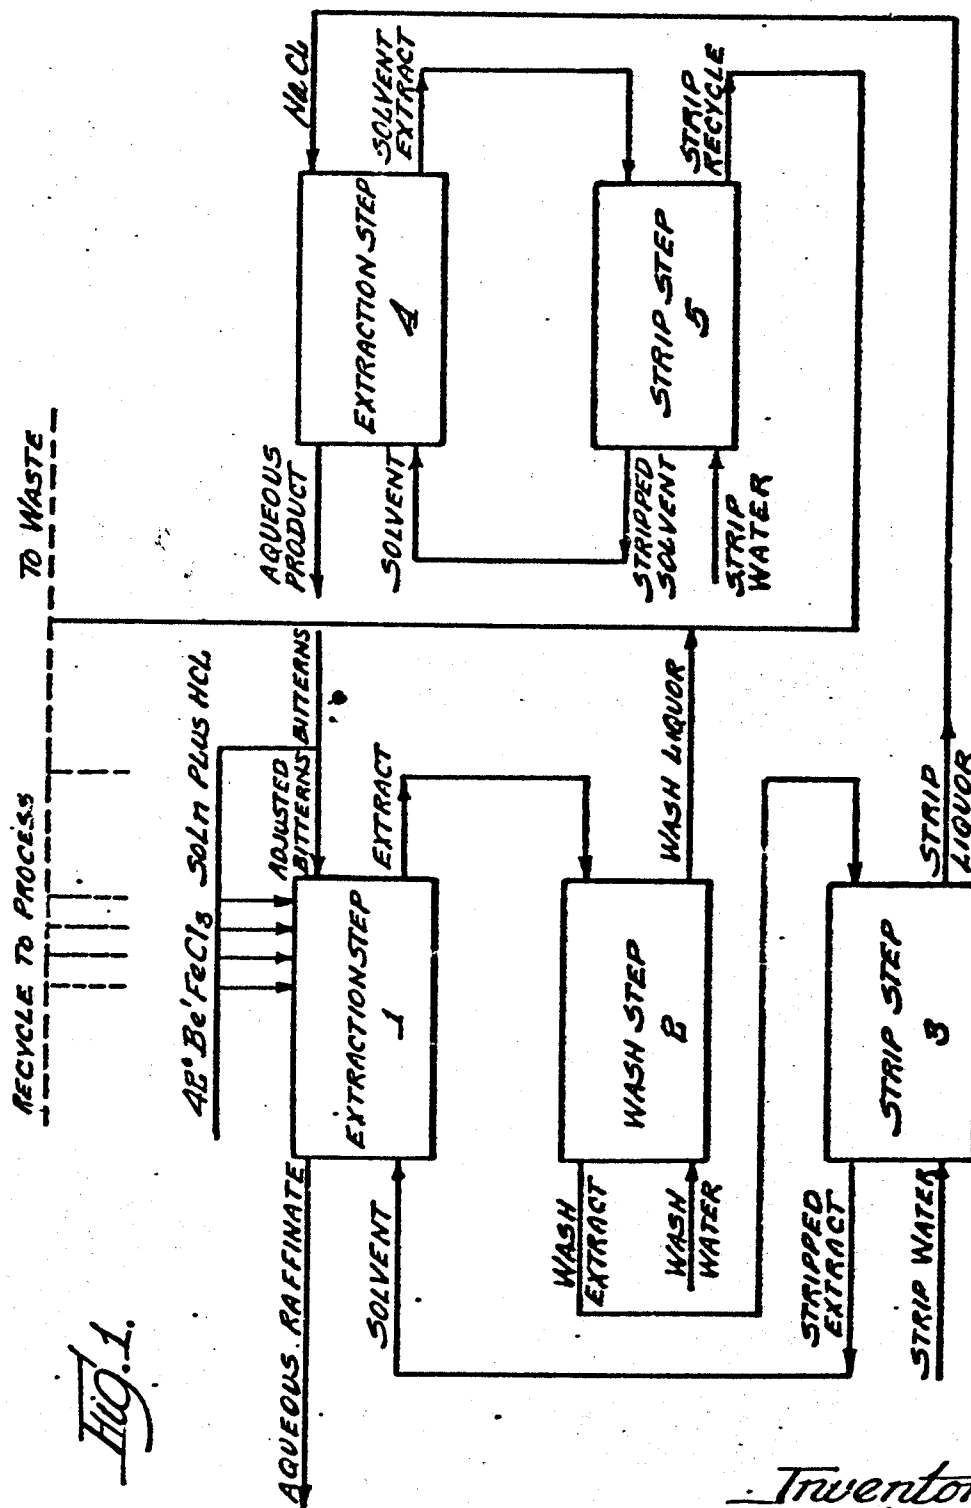 Fig. 1.
RECYCLE TO PROCESS
TO WASTE
42° Be' FeCl3 SOLn PLUS HCL
AQUEOUS RAFFINATE
ADJUSTED
BITTERNS
BITTERNS
AQUEOUS
PRODUCT
NaCl
EXTRACTION STEP
1
SOLVENT
EXTRACT
EXTRACTION STEP
4
SOLVENT
SOLVENT
EXTRACT
WASH
EXTRACT
WASH STEP
2
WASH
WATER
WASH LIQUOR
STRIPPED
SOLVENT
STRIP STEP
5
STRIP
WATER
STRIP
RECYCLE
STRIPPED
EXTRACT
STRIP STEP
3
STRIP WATER
STRIP
LIQUOR
Inventor